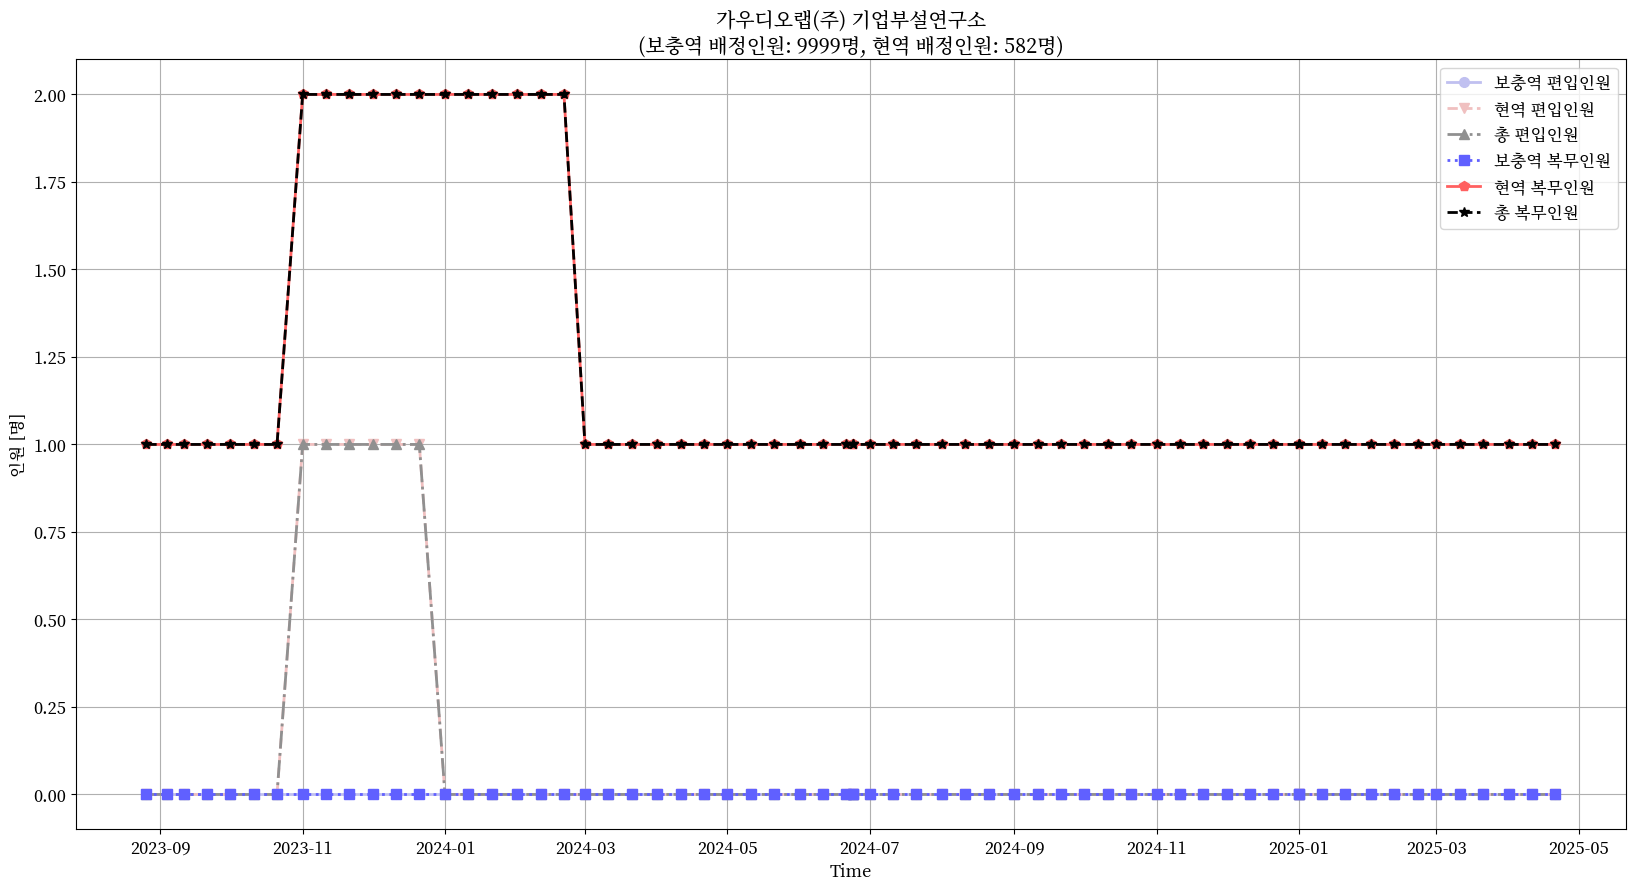 가우디오랩(주) 기업부설연구소
(보충역 배정인원: 9999명, 현역 배정인원: 582명)
보충역 편입인원
현역 편입인원
총 편입인원
보충역 복무인원
현역 복무인원
총 복무인원
인원 [명]
2.00
1.75
1.50
1.25
1.00
0.75
0.50
0.25
0.00
2023-09 2023-11 2024-01 2024-03 2024-05 2024-07 2024-09 2024-11 2025-01 2025-03 2025-05
Time